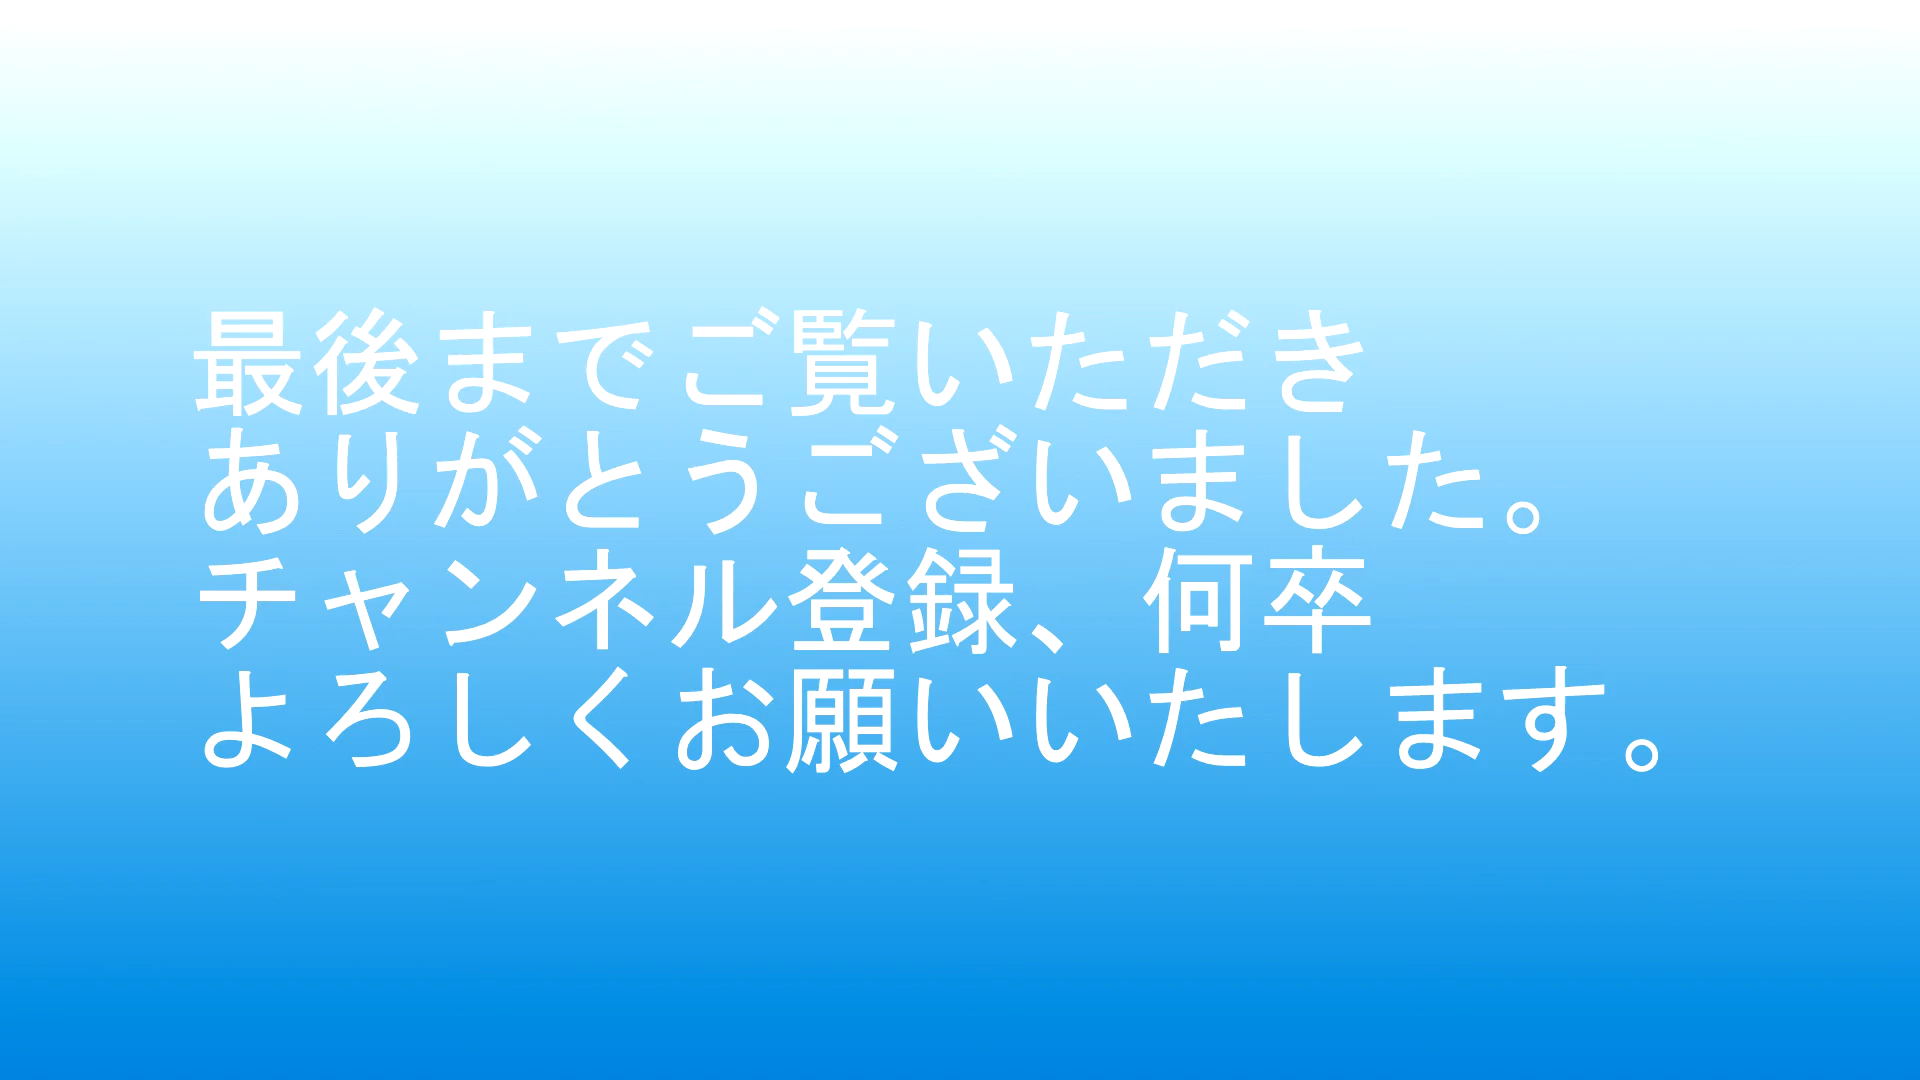 最後までご覧いただき
ありがとうございました。
チャンネル登録、何卒
よろしくお願いいたします。